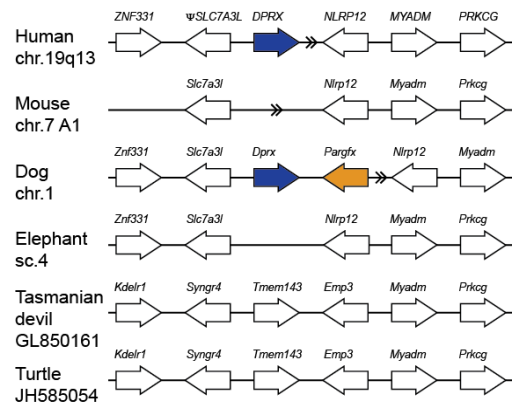 ZNF331 ΨSLC7A3L DPRX NLRP12 MYADM PRKCG
Human
chr.19q13
Slc7a3l Nlrp12 Myadm Prkcg
Mouse
chr.7 A1
Znf331 Slc7a3l Dprx Pargfx Nlrp12 Myadm
Dog
chr.1
Znf331 Slc7a3l Nlrp12 Myadm Prkcg
Elephant
sc.4
Kdelr1 Syngr4 Tmem143 Emp3 Myadm Prkcg
Tasmanian
devil
GL850161
Kdelr1 Syngr4 Tmem143 Emp3 Myadm Prkcg
Turtle
JH585054